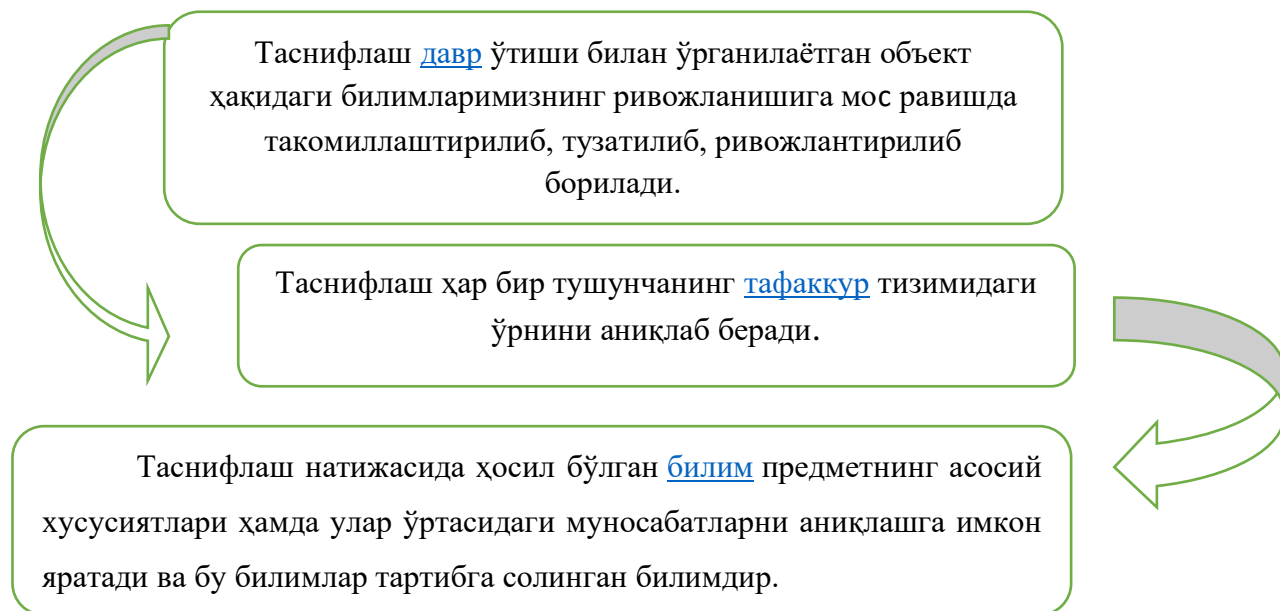 Таснифлаш давр ўтиши билан ўрганилаётган объект
ҳақидаги билимларимизнинг ривожланишига мос равишда
такомиллаштирилиб, тузатилиб, ривожлантирилиб
борилади.
Таснифлаш ҳар бир тушунчанинг тафаккур тизимидаги
ўрнини аниқлаб беради.
Таснифлаш натижасида ҳосил бўлган билим предметнинг асосий
хусусиятлари ҳамда улар ўртасидаги муносабатларни аниқлашга имкон
яратади ва бу билимлар тартибга солинган билимдир.